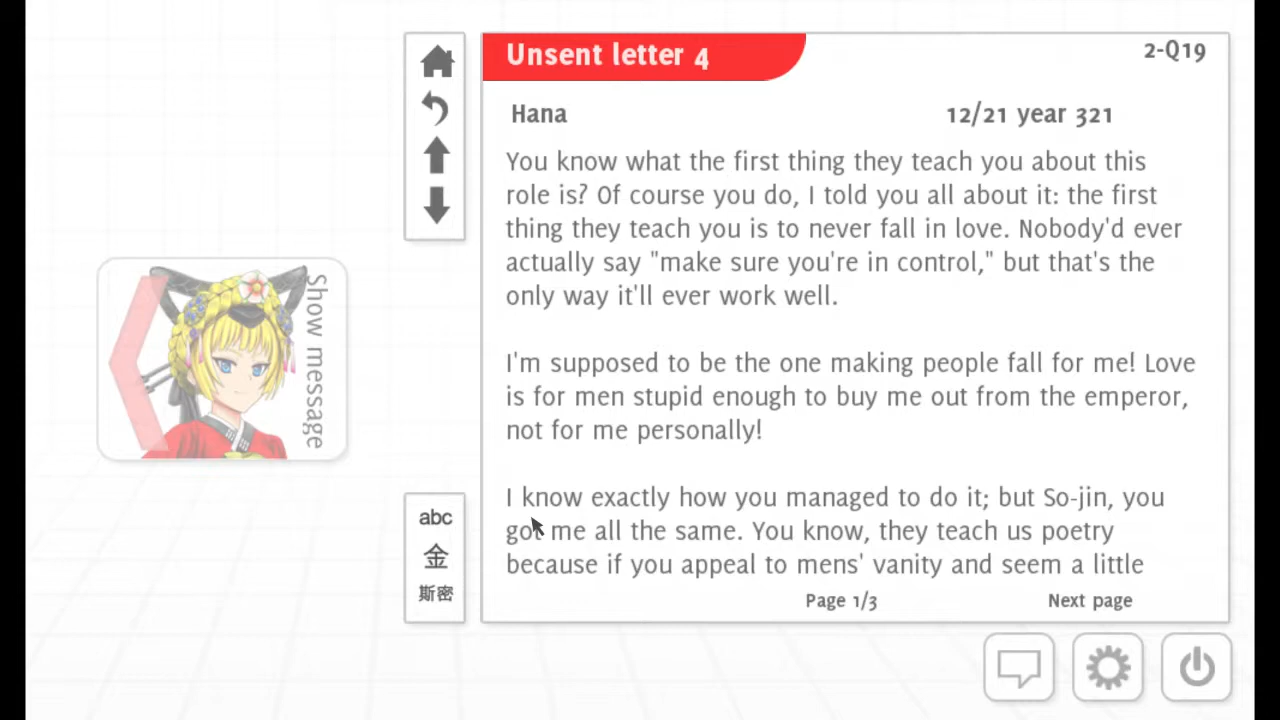 Unsent letter 4
2-Q19
Hana
12/21 year 321
You know what the first thing they teach you about this
role is? Of course you do, I told you all about it: the first
thing they teach you is to never fall in love. Nobody'd ever
actually say "make sure you're in control," but that's the
only way it'll ever work well.
I'm supposed to be the one making people fall for me! Love
is for men stupid enough to buy me out from the emperor,
not for me personally!
I know exactly how you managed to do it; but So-jin, you
got me all the same. You know, they teach us poetry
because if you appeal to mens' vanity and seem a little
Page 1/3
Next page
Show message
abc
金
斯密